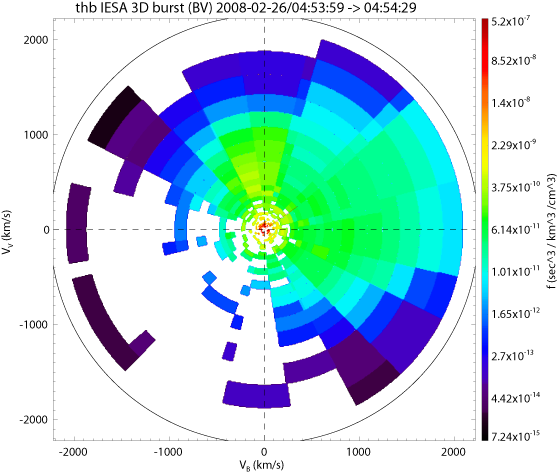 thb IESA 3D burst (BV) 2008-02-26/04:53:59 -> 04:54:29
2000
1000
0
-1000
-2000
V_V (km/s)
-2000
-1000
0
1000
2000
V_B (km/s)
5.2x10^-7
8.52x10^-8
1.4x10^-8
2.29x10^-9
3.75x10^-10
6.14x10^-11
1.01x10^-11
1.65x10^-12
2.7x10^-13
4.42x10^-14
7.24x10^-15
f (sec^3 / km^3 /cm^3)